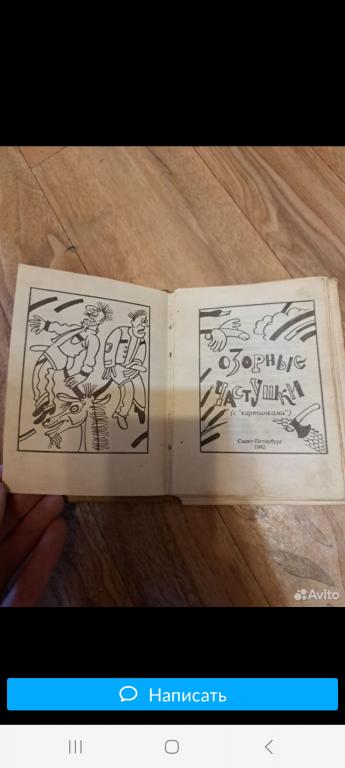 ОЗОРНЫЕ
ЧАСТУШКИ
(с "картинками")
Санкт-Петербург
1992
Avito
Написать